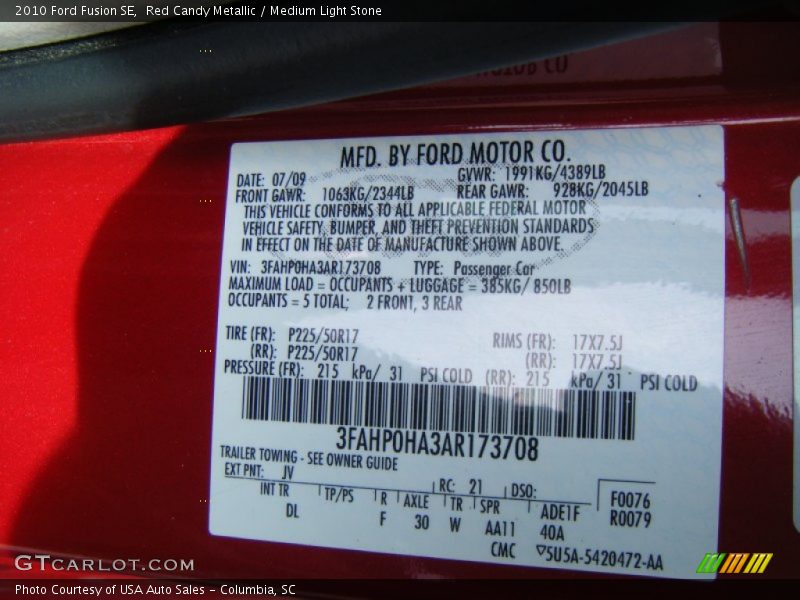 2010 Ford Fusion SE, Red Candy Metallic / Medium Light Stone
MFD. BY FORD MOTOR CO.
DATE: 07/09 GVWR: 1991KG/4389LB
FRONT GAWR: 1063KG/2344LB REAR GAWR: 928KG/2045LB
THIS VEHICLE CONFORMS TO ALL APPLICABLE FEDERAL MOTOR
VEHICLE SAFETY, BUMPER, AND THEFT PREVENTION STANDARDS
IN EFFECT ON THE DATE OF MANUFACTURE SHOWN ABOVE.
VIN: 3FAHP0HA3AR173708 TYPE: Passenger Car
MAXIMUM LOAD = OCCUPANTS + LUGGAGE = 385KG/ 850LB
OCCUPANTS = 5 TOTAL; 2 FRONT, 3 REAR
TIRE (FR): P225/50R17 RIMS (FR): 17X7.5J
(RR): P225/50R17 (RR): 17X7.5J
PRESSURE (FR): 215 kPa/ 31 PSI COLD (RR): 215 kPa/ 31 PSI COLD
3FAHP0HA3AR173708
TRAILER TOWING - SEE OWNER GUIDE
EXT PNT: JV RC: 21 DSO:
INT TR TP/PS R AXLE TR SPR ADE1F F0076
DL F 30 W AA11 40A R0079
CMC 5U5A-5420472-AA
GTCARLOT.COM
Photo Courtesy of USA Auto Sales – Columbia, SC